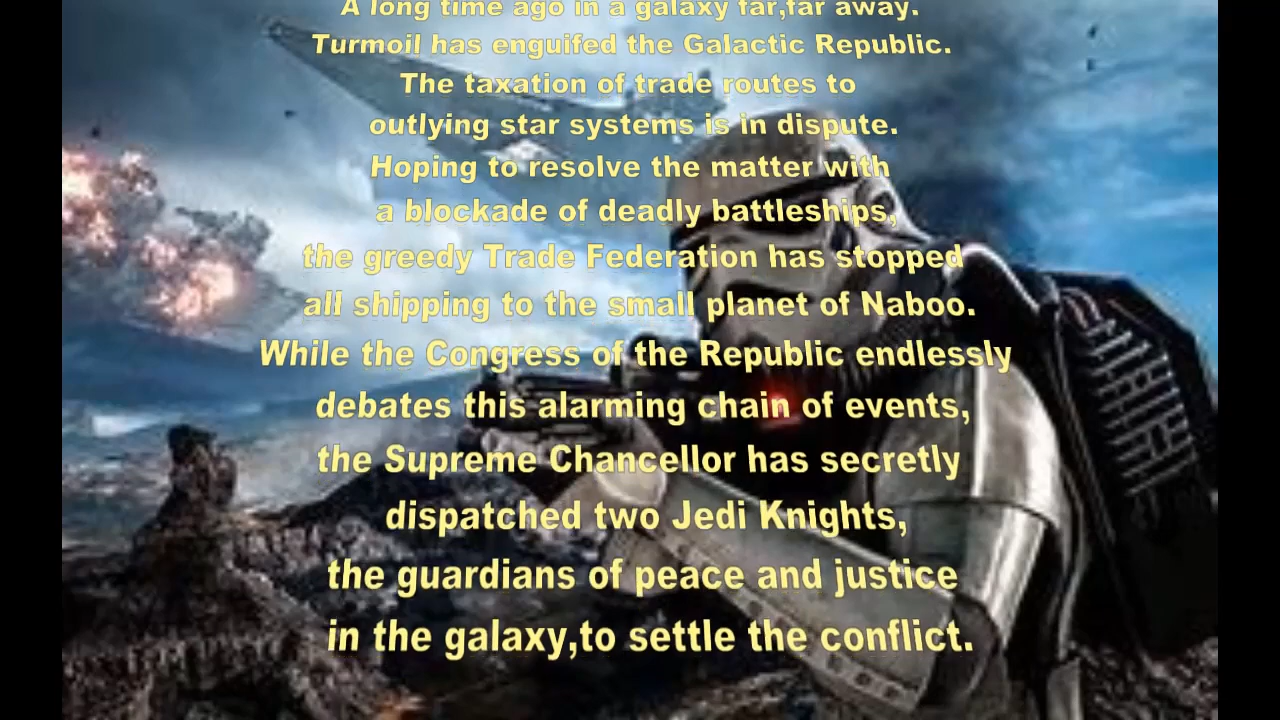 A long time ago in a galaxy far,far away.
Turmoil has enguifed the Galactic Republic.
The taxation of trade routes to
outlying star systems is in dispute.
Hoping to resolve the matter with
a blockade of deadly battleships,
the greedy Trade Federation has stopped
all shipping to the small planet of Naboo.
While the Congress of the Republic endlessly
debates this alarming chain of events,
the Supreme Chancellor has secretly
dispatched two Jedi Knights,
the guardians of peace and justice
in the galaxy,to settle the conflict.